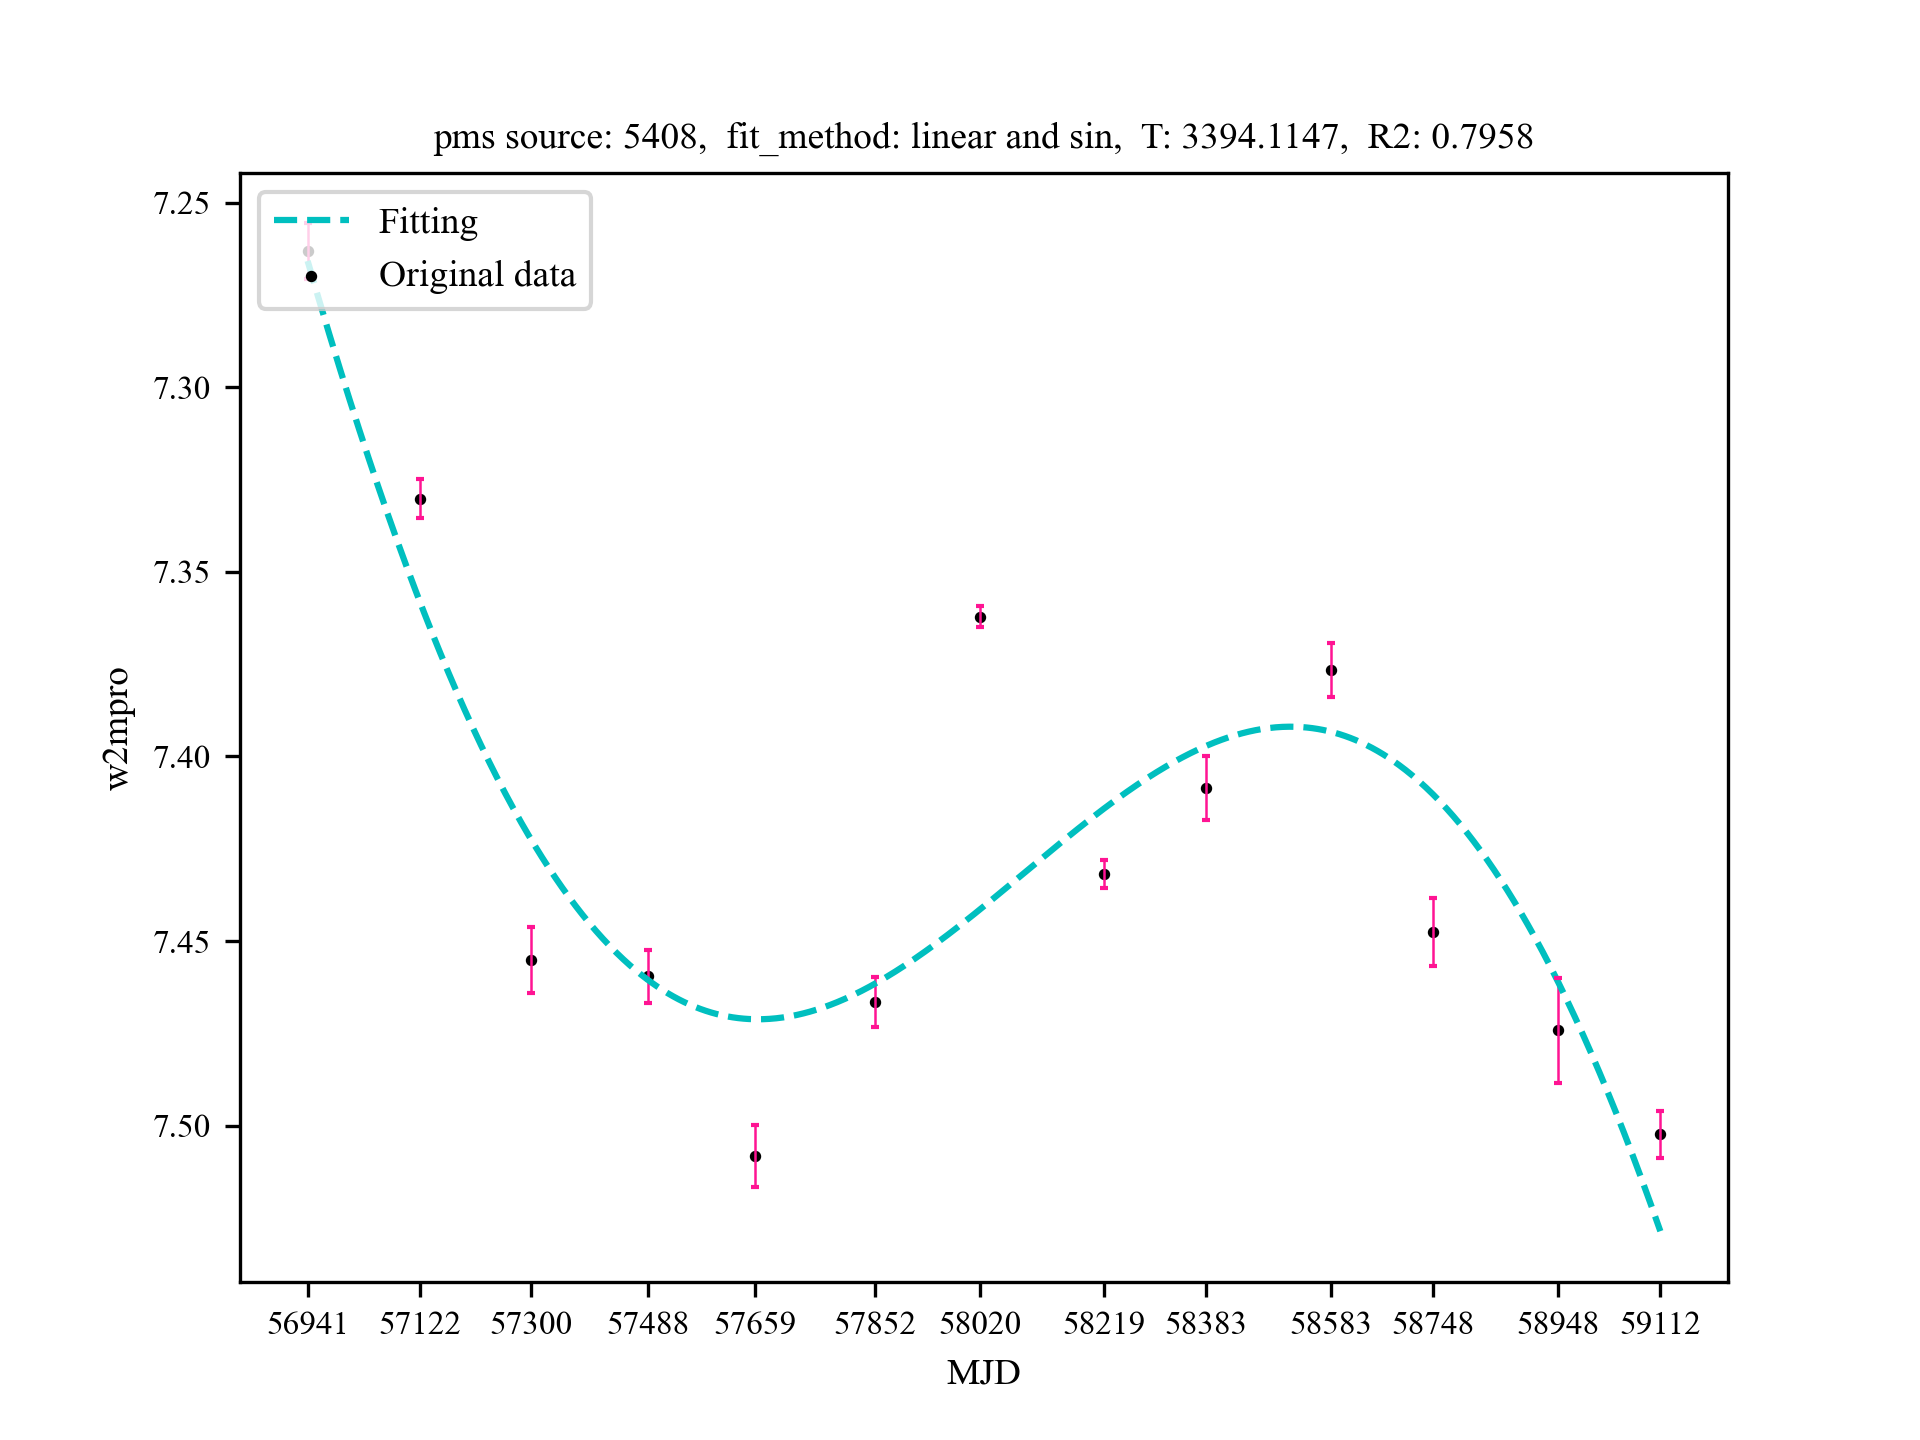 pms source: 5408, fit_method: linear and sin, T: 3394.1147, R2: 0.7958
Fitting
Original data
7.25
7.30
7.35
7.40
7.45
7.50
w2mpro
56941 57122 57300 57488 57659 57852 58020 58219 58383 58583 58748 58948 59112
MJD